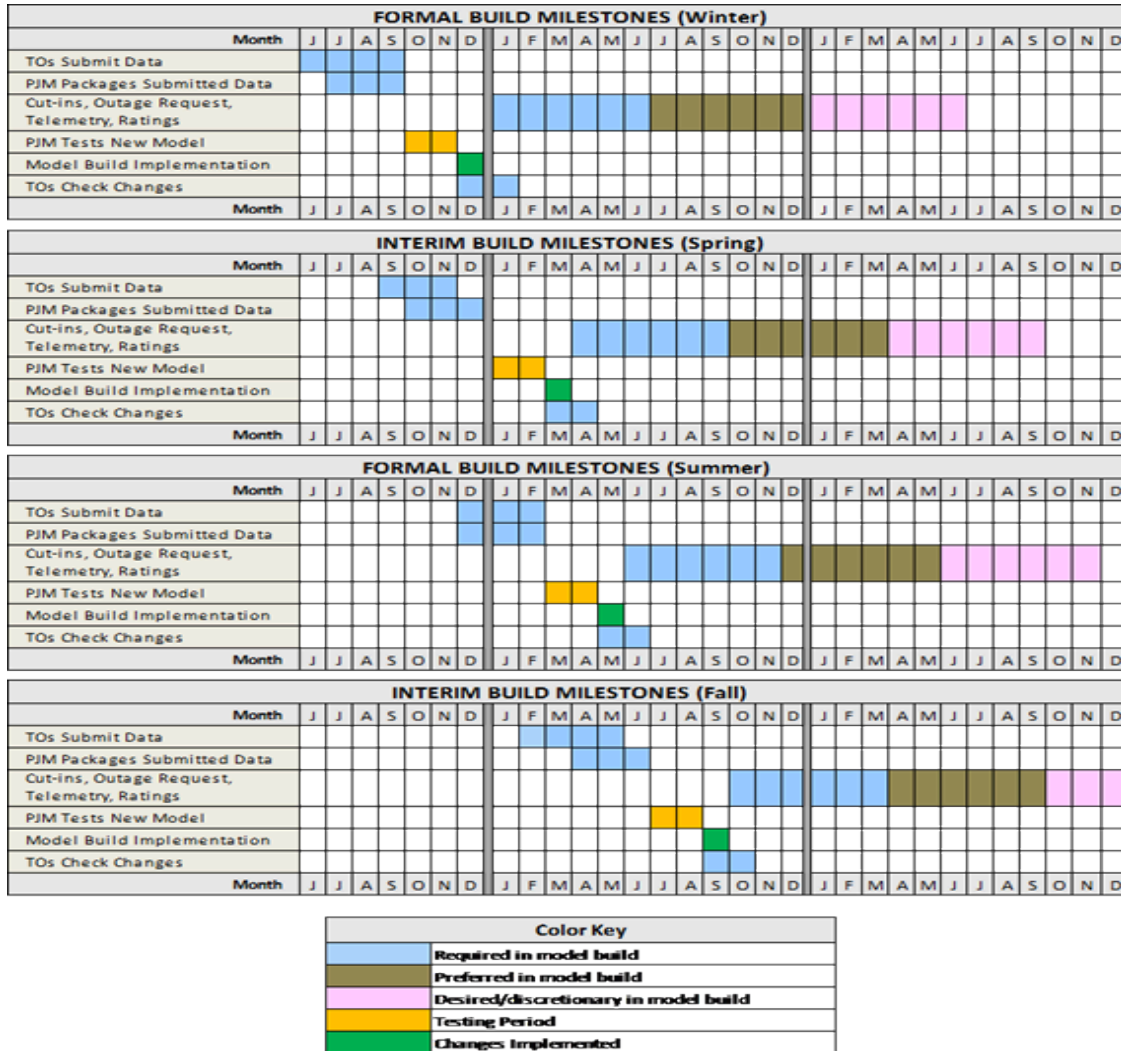 FORMAL BUILD MILESTONES (Winter)
Month J J A S O N D J F M A M J J A S O N D J F M A M J J A S O N D
TOs Submit Data
PJM Packages Submitted Data
Cut-ins, Outage Request,
Telemetry, Ratings
PJM Tests New Model
Model Build Implementation
TOs Check Changes
Month J J A S O N D J F M A M J J A S O N D J F M A M J J A S O N D
INTERIM BUILD MILESTONES (Spring)
Month J J A S O N D J F M A M J J A S O N D J F M A M J J A S O N D
TOs Submit Data
PJM Packages Submitted Data
Cut-ins, Outage Request,
Telemetry, Ratings
PJM Tests New Model
Model Build Implementation
TOs Check Changes
Month J J A S O N D J F M A M J J A S O N D J F M A M J J A S O N D
FORMAL BUILD MILESTONES (Summer)
Month J J A S O N D J F M A M J J A S O N D J F M A M J J A S O N D
TOs Submit Data
PJM Packages Submitted Data
Cut-ins, Outage Request,
Telemetry, Ratings
PJM Tests New Model
Model Build Implementation
TOs Check Changes
Month J J A S O N D J F M A M J J A S O N D J F M A M J J A S O N D
INTERIM BUILD MILESTONES (Fall)
Month J J A S O N D J F M A M J J A S O N D J F M A M J J A S O N D
TOs Submit Data
PJM Packages Submitted Data
Cut-ins, Outage Request,
Telemetry, Ratings
PJM Tests New Model
Model Build Implementation
TOs Check Changes
Month J J A S O N D J F M A M J J A S O N D J F M A M J J A S O N D
Color Key
Required in model build
Preferred in model build
Desired/discretionary in model build
Testing Period
Changes Implemented